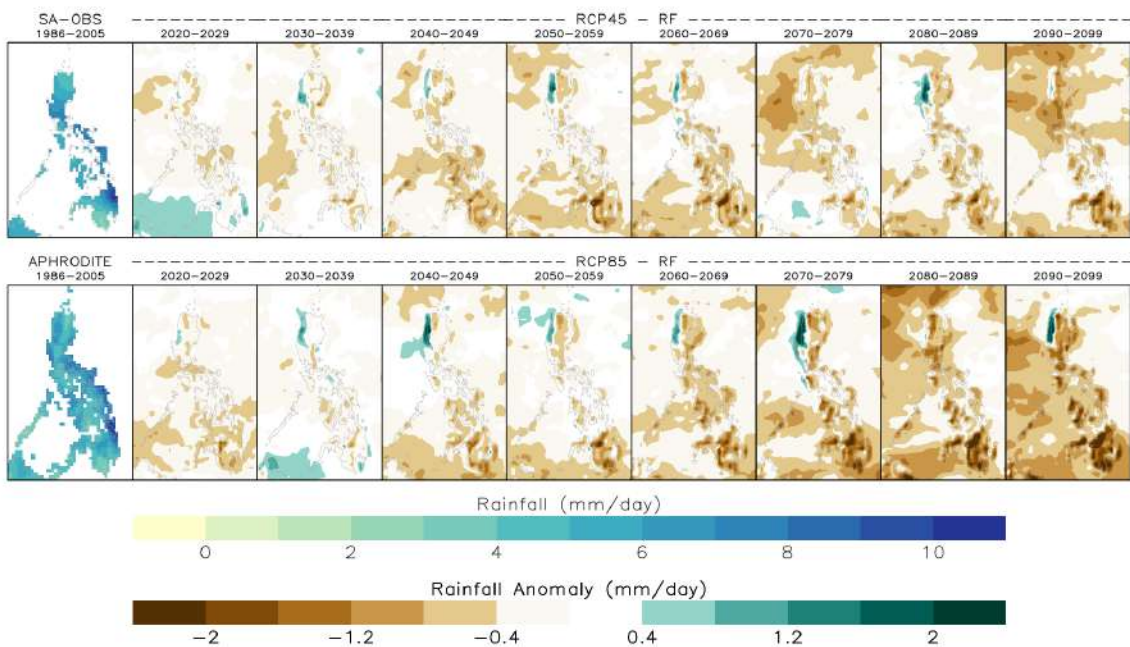 SA-OBS RCP45 - RF
1986-2005 2020-2029 2030-2039 2040-2049 2050-2059 2060-2069 2070-2079 2080-2089 2090-2099
APHRODITE RCP85 - RF
1986-2005 2020-2029 2030-2039 2040-2049 2050-2059 2060-2069 2070-2079 2080-2089 2090-2099
Rainfall (mm/day)
0 2 4 6 8 10
Rainfall Anomaly (mm/day)
-2 -1.2 -0.4 0.4 1.2 2